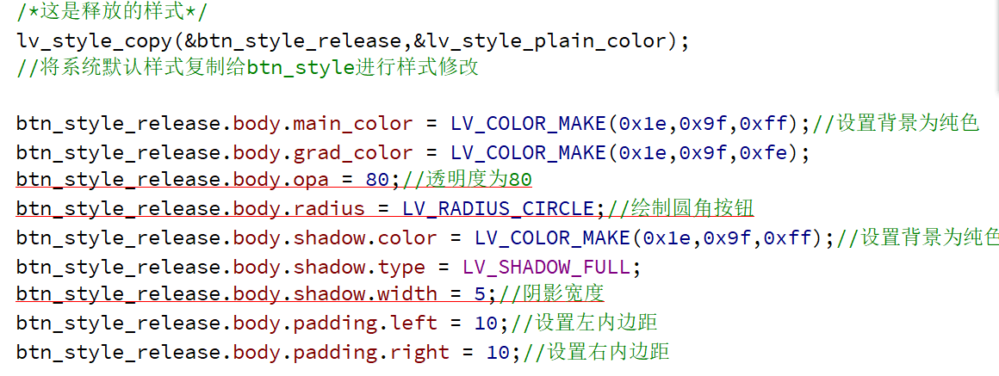 /*这是释放的样式*/
lv_style_copy(&btn_style_release,&lv_style_plain_color);
//将系统默认样式复制给btn_style进行样式修改
btn_style_release.body.main_color = LV_COLOR_MAKE(0x1e,0x9f,0xff);//设置背景为纯色
btn_style_release.body.grad_color = LV_COLOR_MAKE(0x1e,0x9f,0xfe);
btn_style_release.body.opa = 80;//透明度为80
btn_style_release.body.radius = LV_RADIUS_CIRCLE;//绘制圆角按钮
btn_style_release.body.shadow.color = LV_COLOR_MAKE(0x1e,0x9f,0xff);//设置背景为纯色
btn_style_release.body.shadow.type = LV_SHADOW_FULL;
btn_style_release.body.shadow.width = 5;//阴影宽度
btn_style_release.body.padding.left = 10;//设置左内边距
btn_style_release.body.padding.right = 10;//设置右内边距